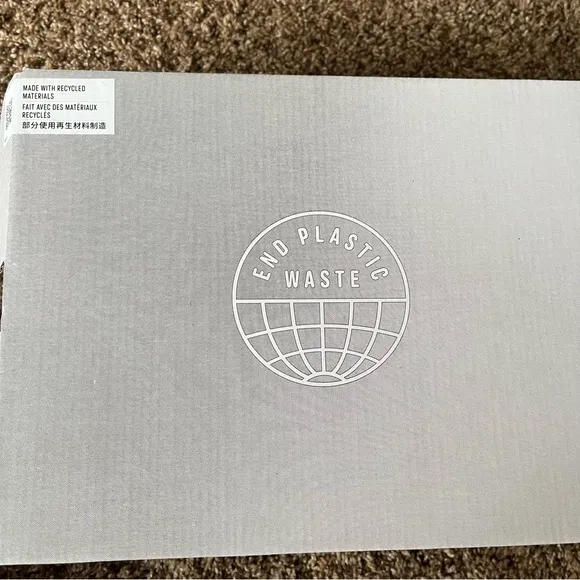 MADE WITH RECYCLED
MATERIALS
FAIT AVEC DES MATÉRIAUX
RECYCLÉS
部分使用再生材料制造
END PLASTIC
WASTE